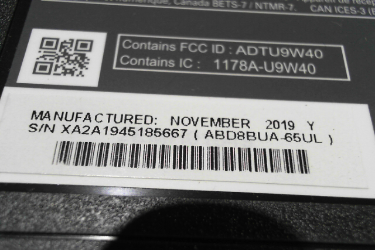 Canada BETS-7 / NTMR-7. CAN ICES-3
Contains FCC ID : ADTU9W40
Contains IC : 1178A-U9W40
MANUFACTURED: NOVEMBER 2019 Y
S/N XA2A1945185667 ( ABD8BUA-65UL )